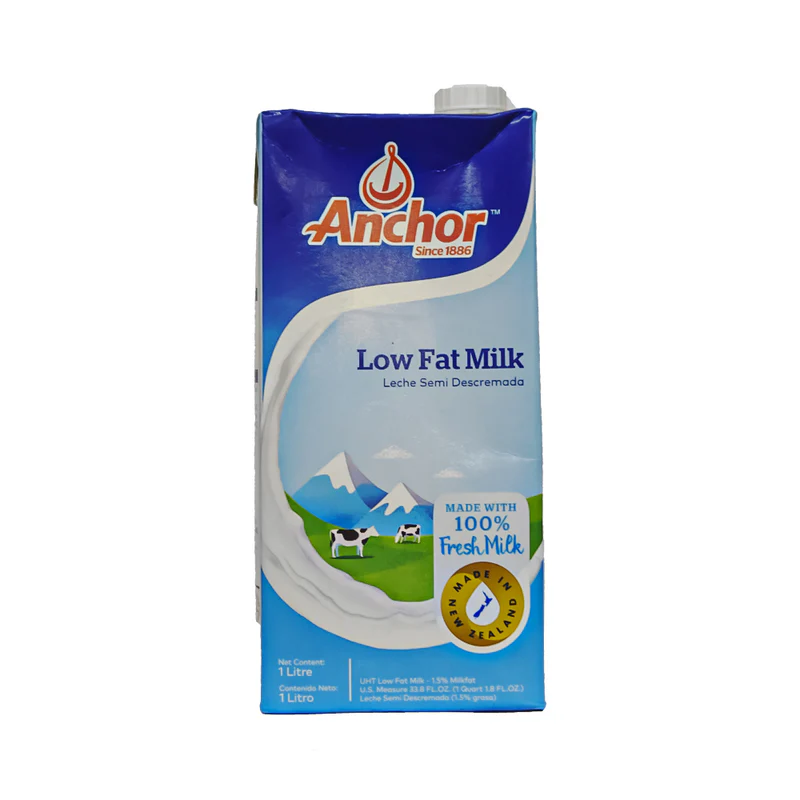 Anchor™
Since 1886
Low Fat Milk
Leche Semi Descremada
MADE WITH
100%
Fresh Milk
MADE IN
NEW ZEALAND
Net Content:
1 Litre
Contenido Neto:
1 Litro
UHT Low Fat Milk - 1.5% Milkfat
U.S. Measure 33.8 FL.OZ. (1 Quart 1.8 FL.OZ.)
Leche Semi Descremada (1.5% grasa)